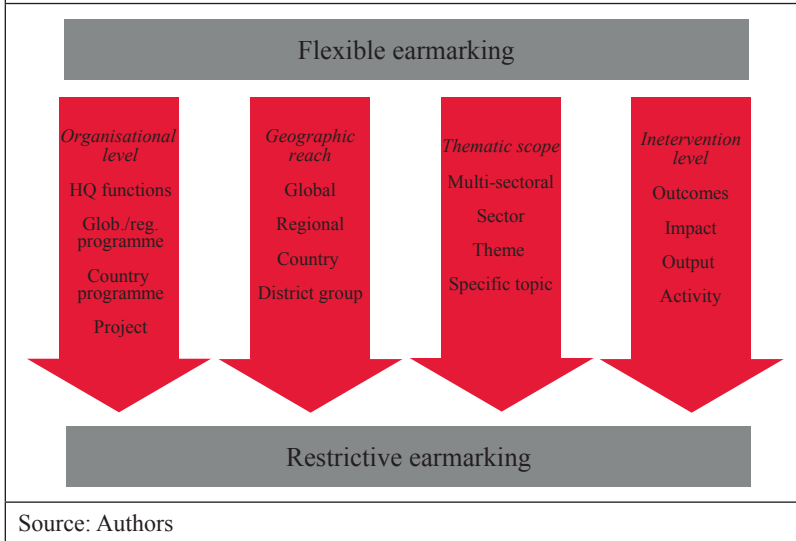 Flexible earmarking
Organisational
level
HQ functions
Glob./reg.
programme
Country
programme
Project
Geographic
reach
Global
Regional
Country
District group
Thematic scope
Multi-sectoral
Sector
Theme
Specific topic
Inetervention
level
Outcomes
Impact
Output
Activity
Restrictive earmarking
Source: Authors